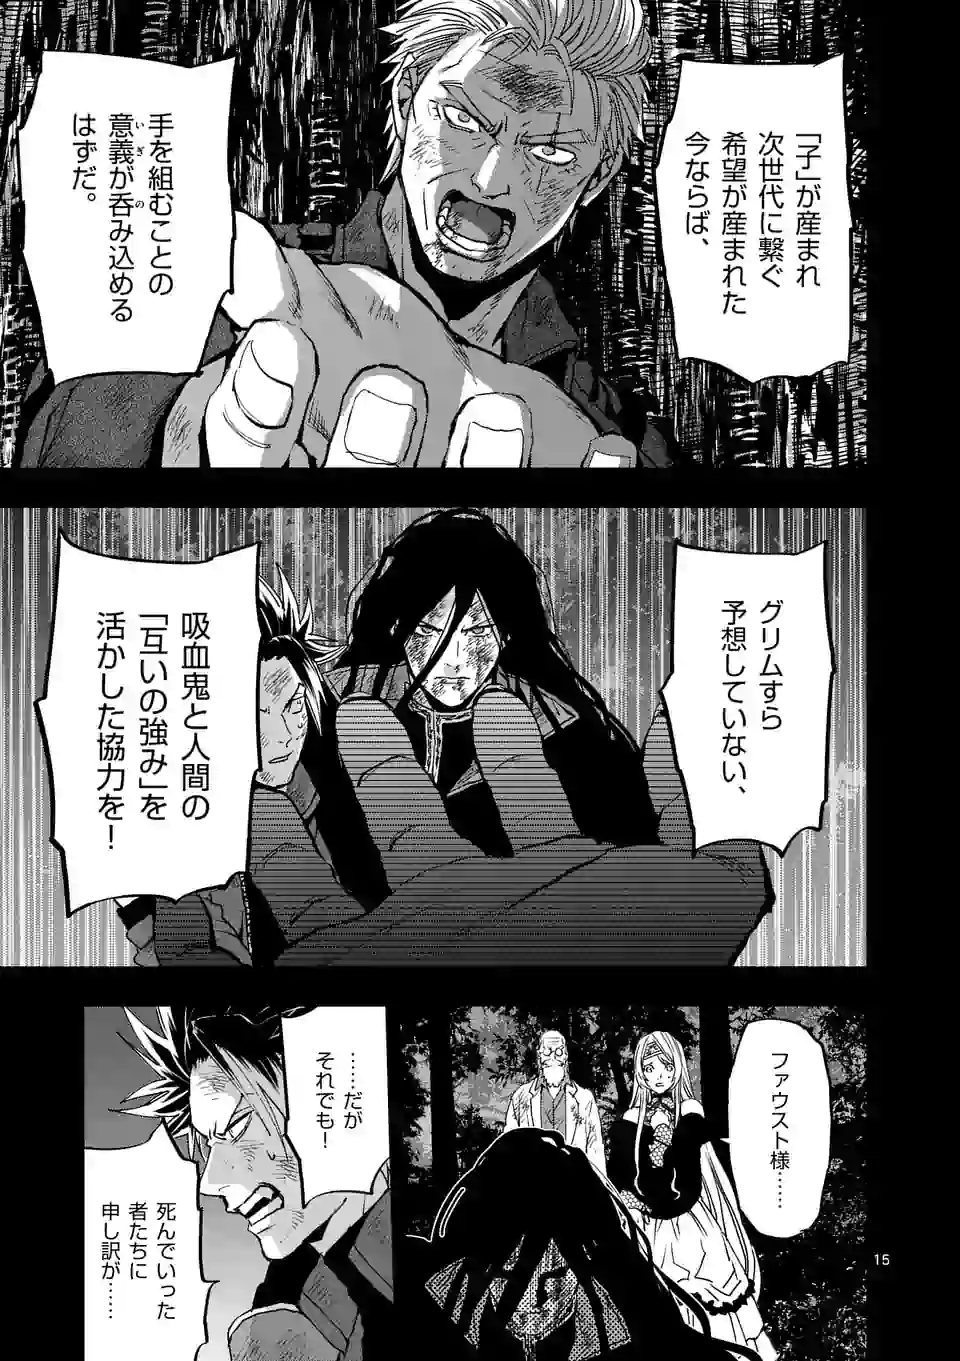 「子」が産まれ
次世代に繋ぐ
希望が産まれた
今ならば、
手を組むことの
意義が呑み込める
いぎ の
はずだ。
グリムすら
予想していない、
吸血鬼と人間の
「互いの強み」を
活かした協力を!
ファウスト様……
……だが
それでも!
死んでいった
者たちに
申し訳が……
15